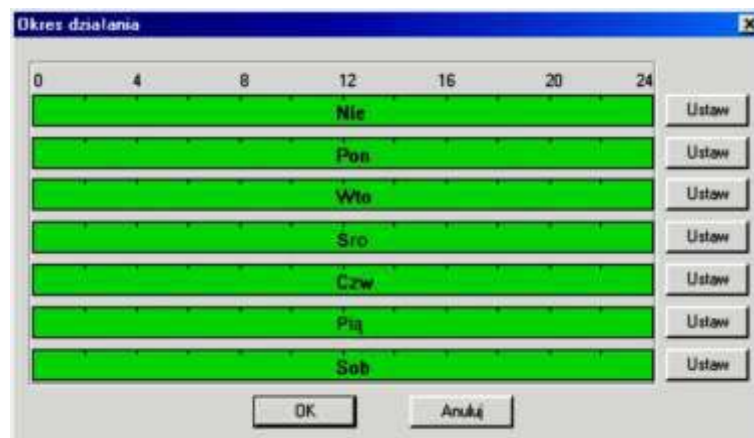 Okres działania
0 4 8 12 16 20 24
Nie Ustaw
Pon Ustaw
Wto Ustaw
Sro Ustaw
Czw Ustaw
Pią Ustaw
Sob Ustaw
OK Anuluj